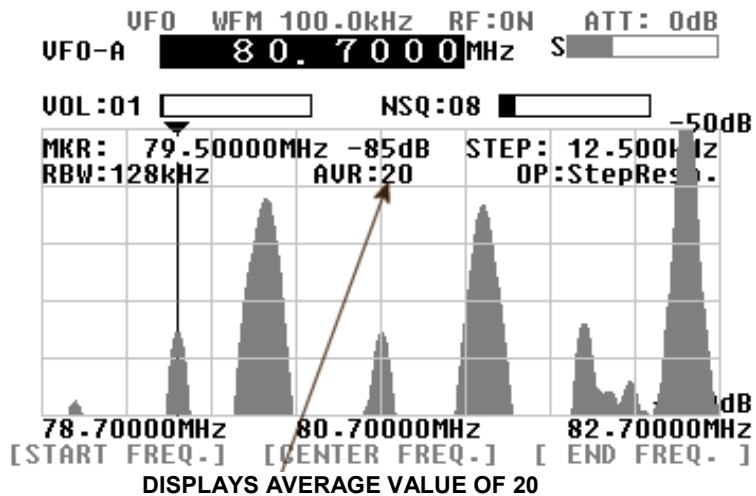 VFO WFM 100.0kHz RF:ON ATT: 0dB
VFO-A 80.7000MHz S
VOL:01 NSQ:08
-50dB
MKR: 79.50000MHz -85dB STEP: 12.500kHz
RBW:128kHz AVR:20 OP:StepReso.
dB
78.70000MHz 80.70000MHz 82.70000MHz
[START FREQ.] [CENTER FREQ.] [ END FREQ. ]
DISPLAYS AVERAGE VALUE OF 20